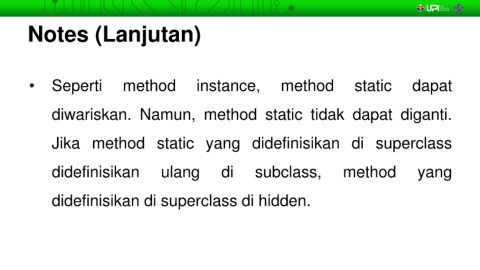 UPI
Notes (Lanjutan)
• Seperti method instance, method static dapat
diwariskan. Namun, method static tidak dapat diganti.
Jika method static yang didefinisikan di superclass
didefinisikan ulang di subclass, method yang
didefinisikan di superclass di hidden.